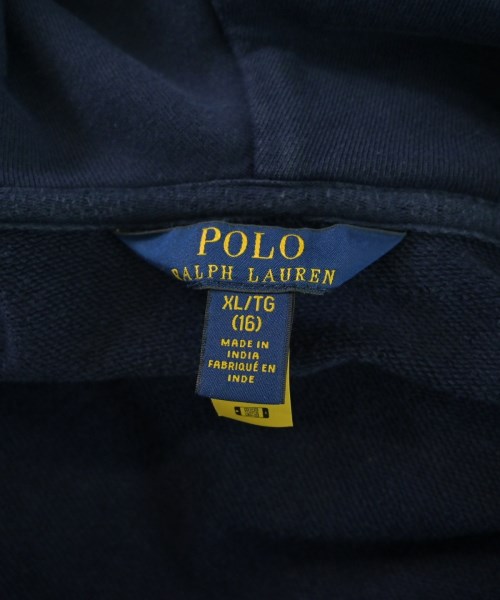 POLO
RALPH LAUREN
XL/TG
(16)
MADE IN
INDIA
FABRIQUÉ EN
INDE